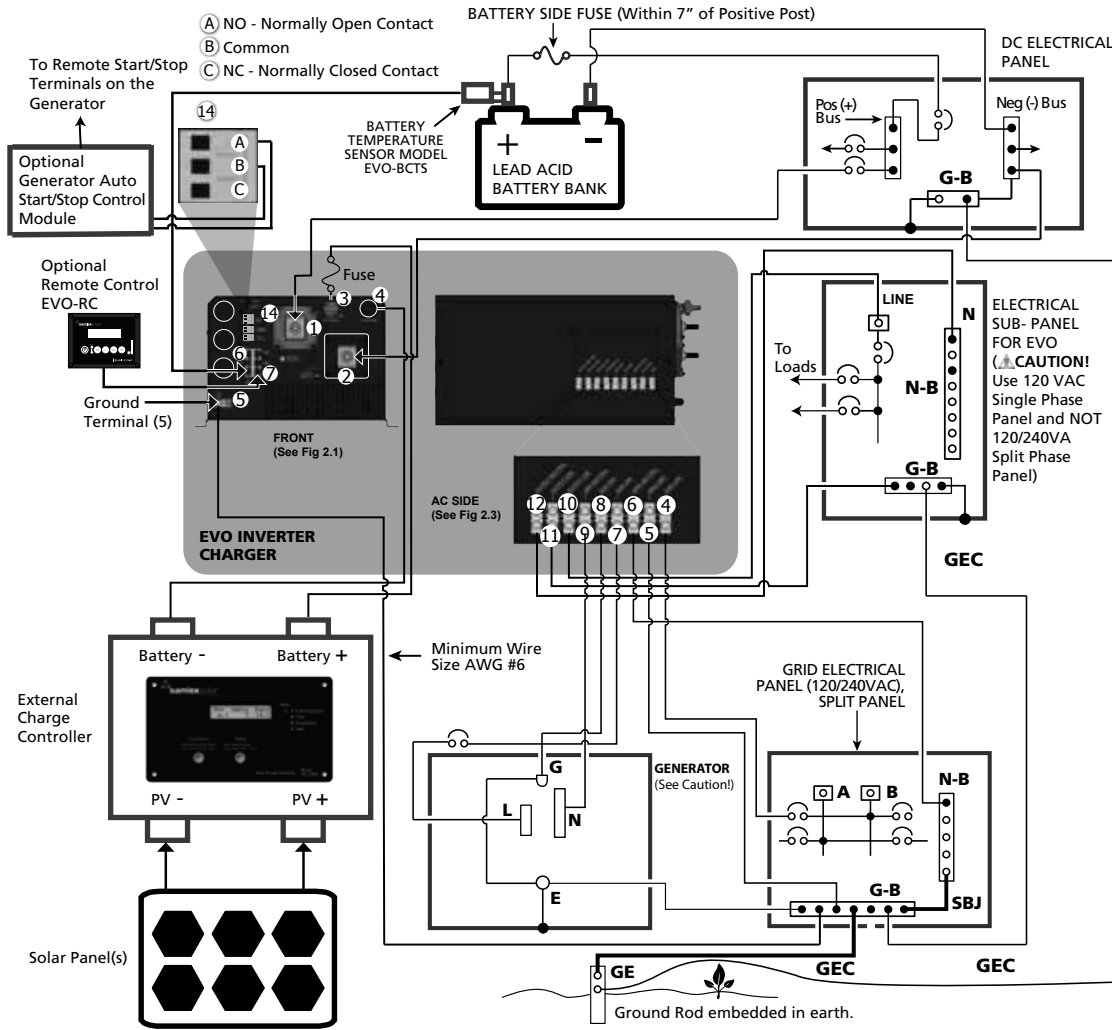 A NO - Normally Open Contact
B Common
C NC - Normally Closed Contact
BATTERY SIDE FUSE (Within 7” of Positive Post)
DC ELECTRICAL
PANEL
To Remote Start/Stop
Terminals on the
Generator
14
A
B
C
Optional
Generator Auto
Start/Stop Control
Module
BATTERY
TEMPERATURE
SENSOR MODEL
EVO-BCTS
+
−
LEAD ACID
BATTERY BANK
Pos (+)
Bus
Neg (-) Bus
G-B
Optional
Remote Control
EVO-RC
Fuse
3
4
14
1
6
7
2
5
Ground
Terminal (5)
FRONT
(See Fig 2.1)
AC SIDE
(See Fig 2.3)
12
10
8
6
4
11
9
7
5
EVO INVERTER
CHARGER
LINE
N
To
Loads
N-B
G-B
ELECTRICAL
SUB- PANEL
FOR EVO
(⚠CAUTION!
Use 120 VAC
Single Phase
Panel and NOT
120/240VA
Split Phase
Panel)
GEC
Battery -
Battery +
Minimum Wire
Size AWG #6
External
Charge
Controller
samlexsolar
PV -
PV +
Solar Panel(s)
GENERATOR
(See Caution!)
G
L
N
E
GRID ELECTRICAL
PANEL (120/240VAC),
SPLIT PANEL
A
B
N-B
G-B
SBJ
GE
GEC
GEC
Ground Rod embedded in earth.